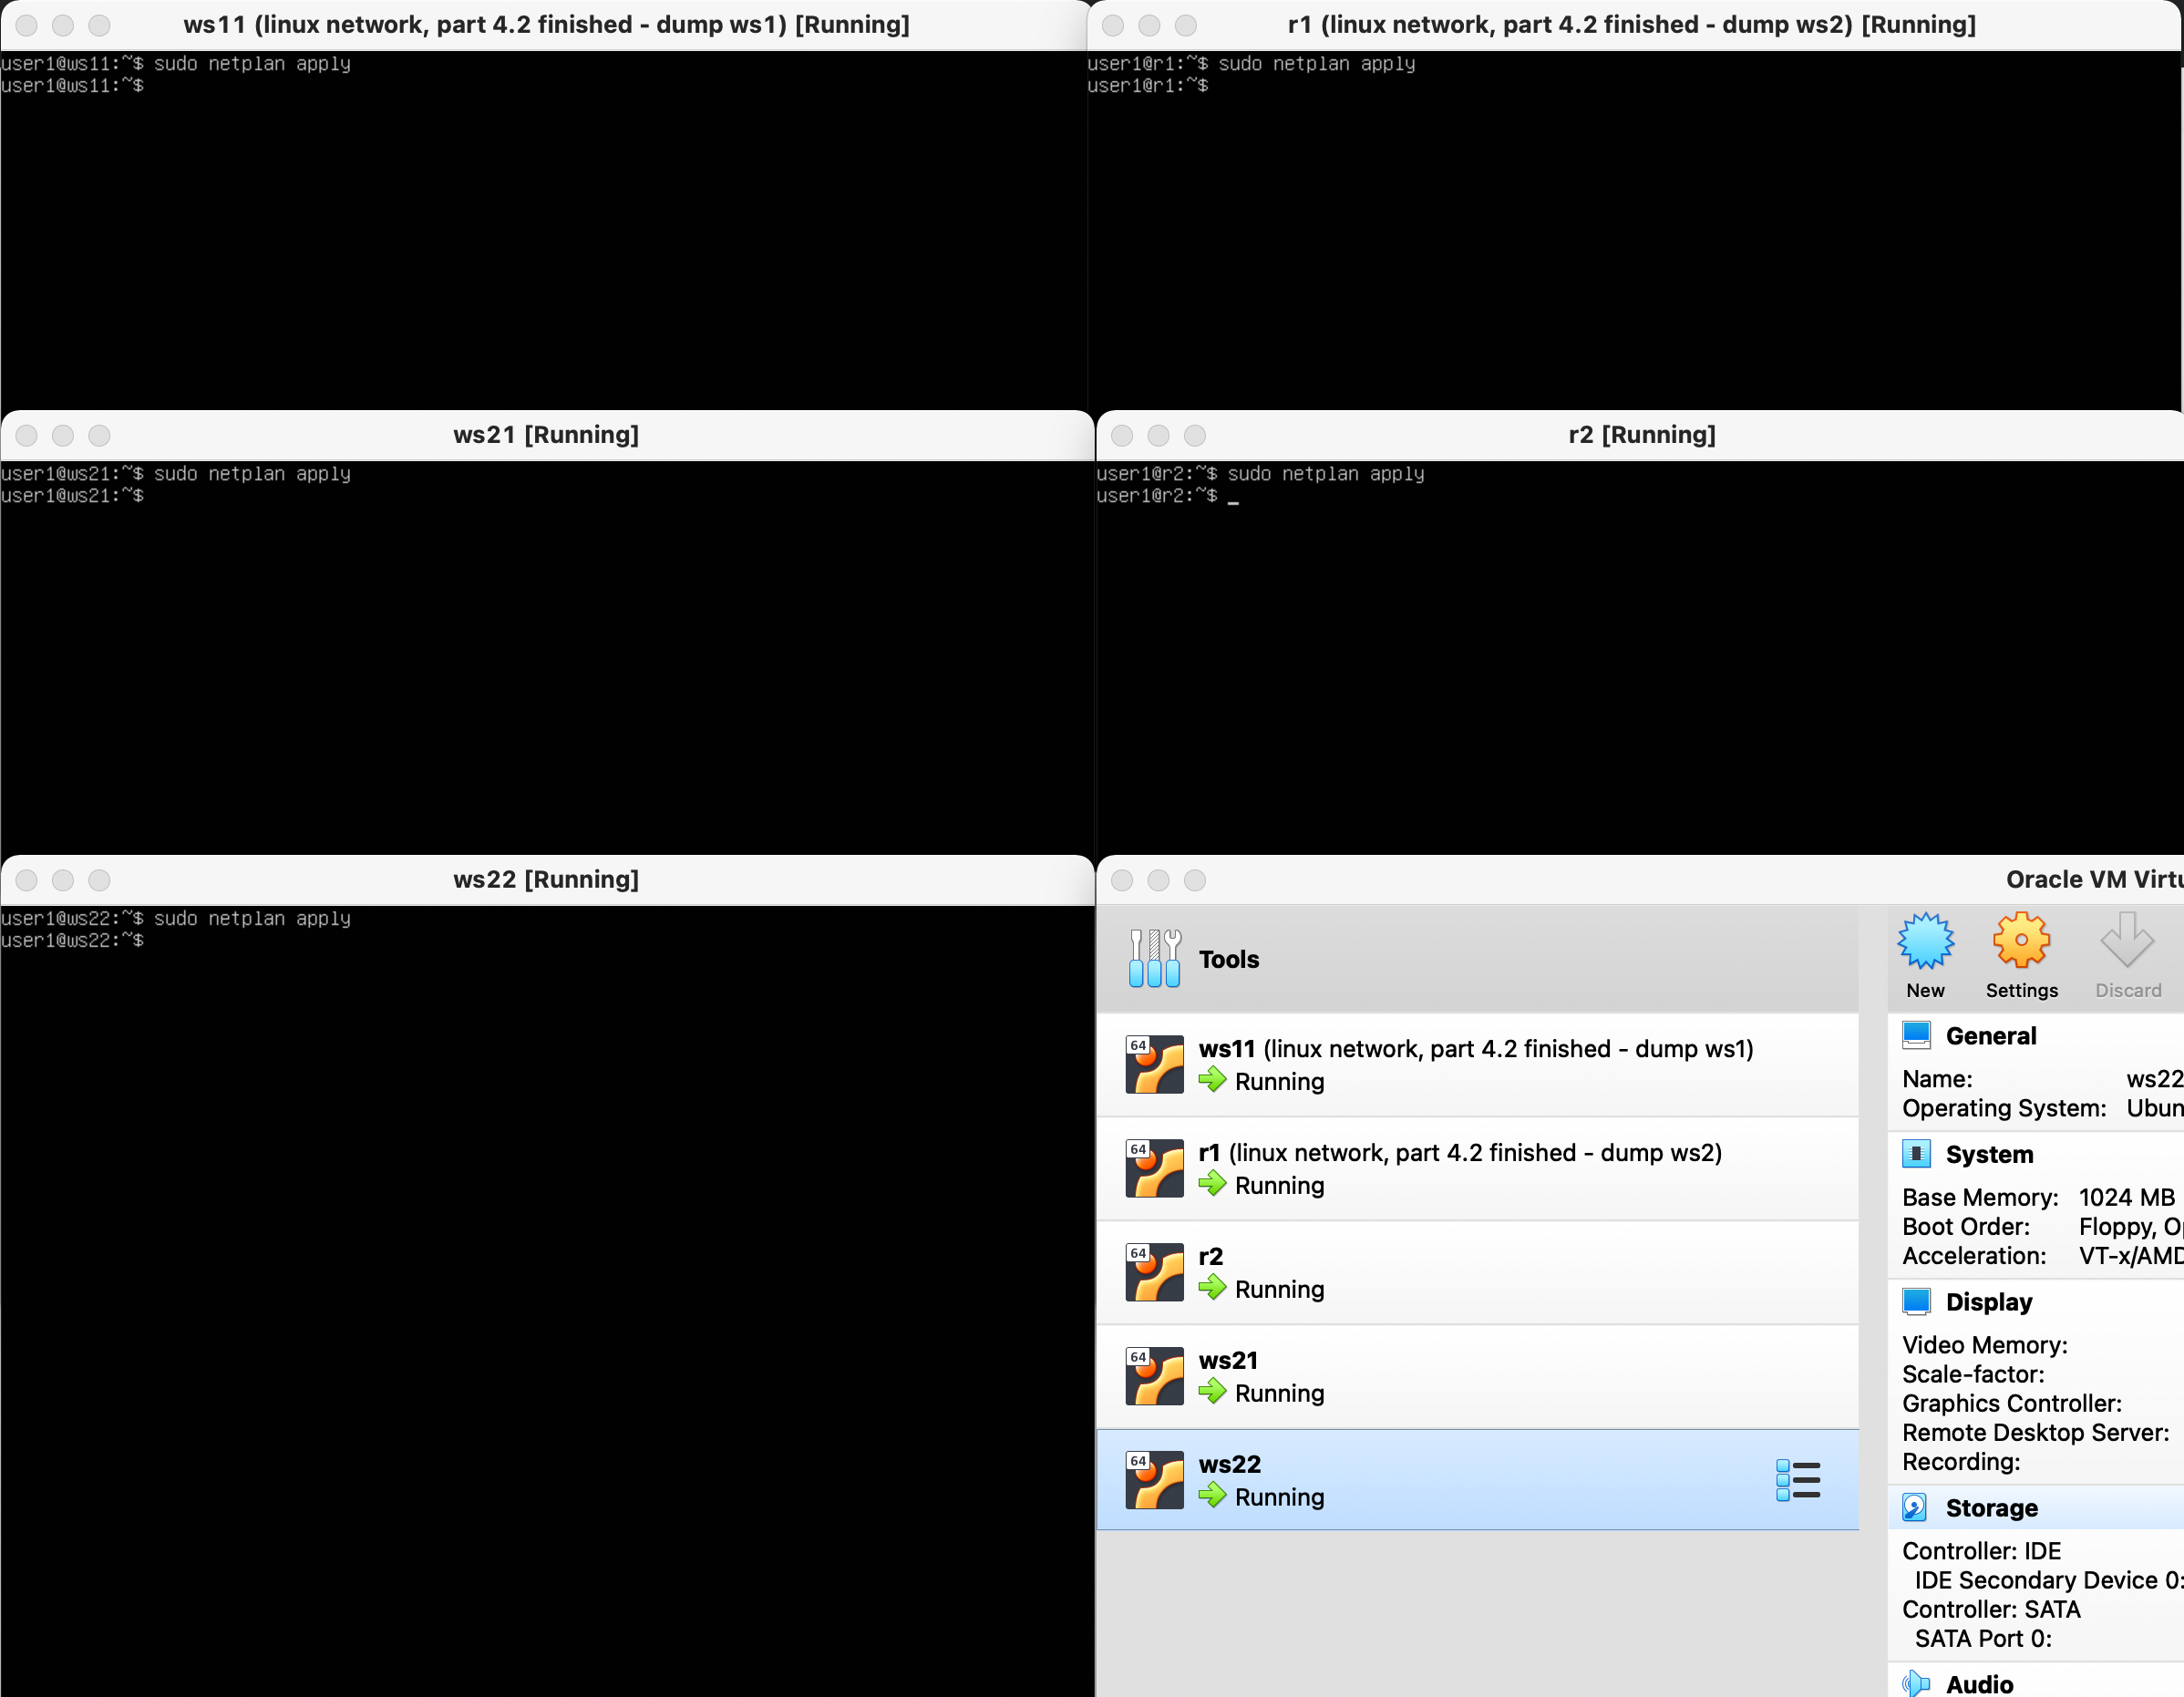 ws11 (linux network, part 4.2 finished - dump ws1) [Running]
user1@ws11:~$ sudo netplan apply
user1@ws11:~$
r1 (linux network, part 4.2 finished - dump ws2) [Running]
user1@r1:~$ sudo netplan apply
user1@r1:~$
ws21 [Running]
user1@ws21:~$ sudo netplan apply
user1@ws21:~$
r2 [Running]
user1@r2:~$ sudo netplan apply
user1@r2:~$ _
ws22 [Running]
user1@ws22:~$ sudo netplan apply
user1@ws22:~$
Oracle VM Virtu
Tools
New
Settings
Discard
64
ws11 (linux network, part 4.2 finished - dump ws1)
Running
64
r1 (linux network, part 4.2 finished - dump ws2)
Running
64
r2
Running
64
ws21
Running
64
ws22
Running
General
Name: ws22
Operating System: Ubun
System
Base Memory: 1024 MB
Boot Order: Floppy, Op
Acceleration: VT-x/AMD
Display
Video Memory:
Scale-factor:
Graphics Controller:
Remote Desktop Server:
Recording:
Storage
Controller: IDE
IDE Secondary Device 0:
Controller: SATA
SATA Port 0:
Audio